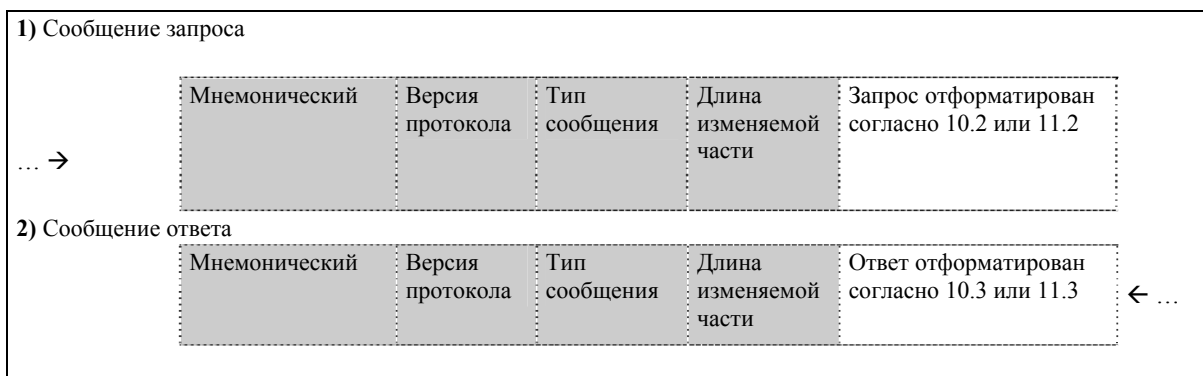 1) Сообщение запроса
Мнемонический Версия Тип Длина Запрос отформатирован
протокола сообщения изменяемой согласно 10.2 или 11.2
части
… →
2) Сообщение ответа
Мнемонический Версия Тип Длина Ответ отформатирован
протокола сообщения изменяемой согласно 10.3 или 11.3
части ← …